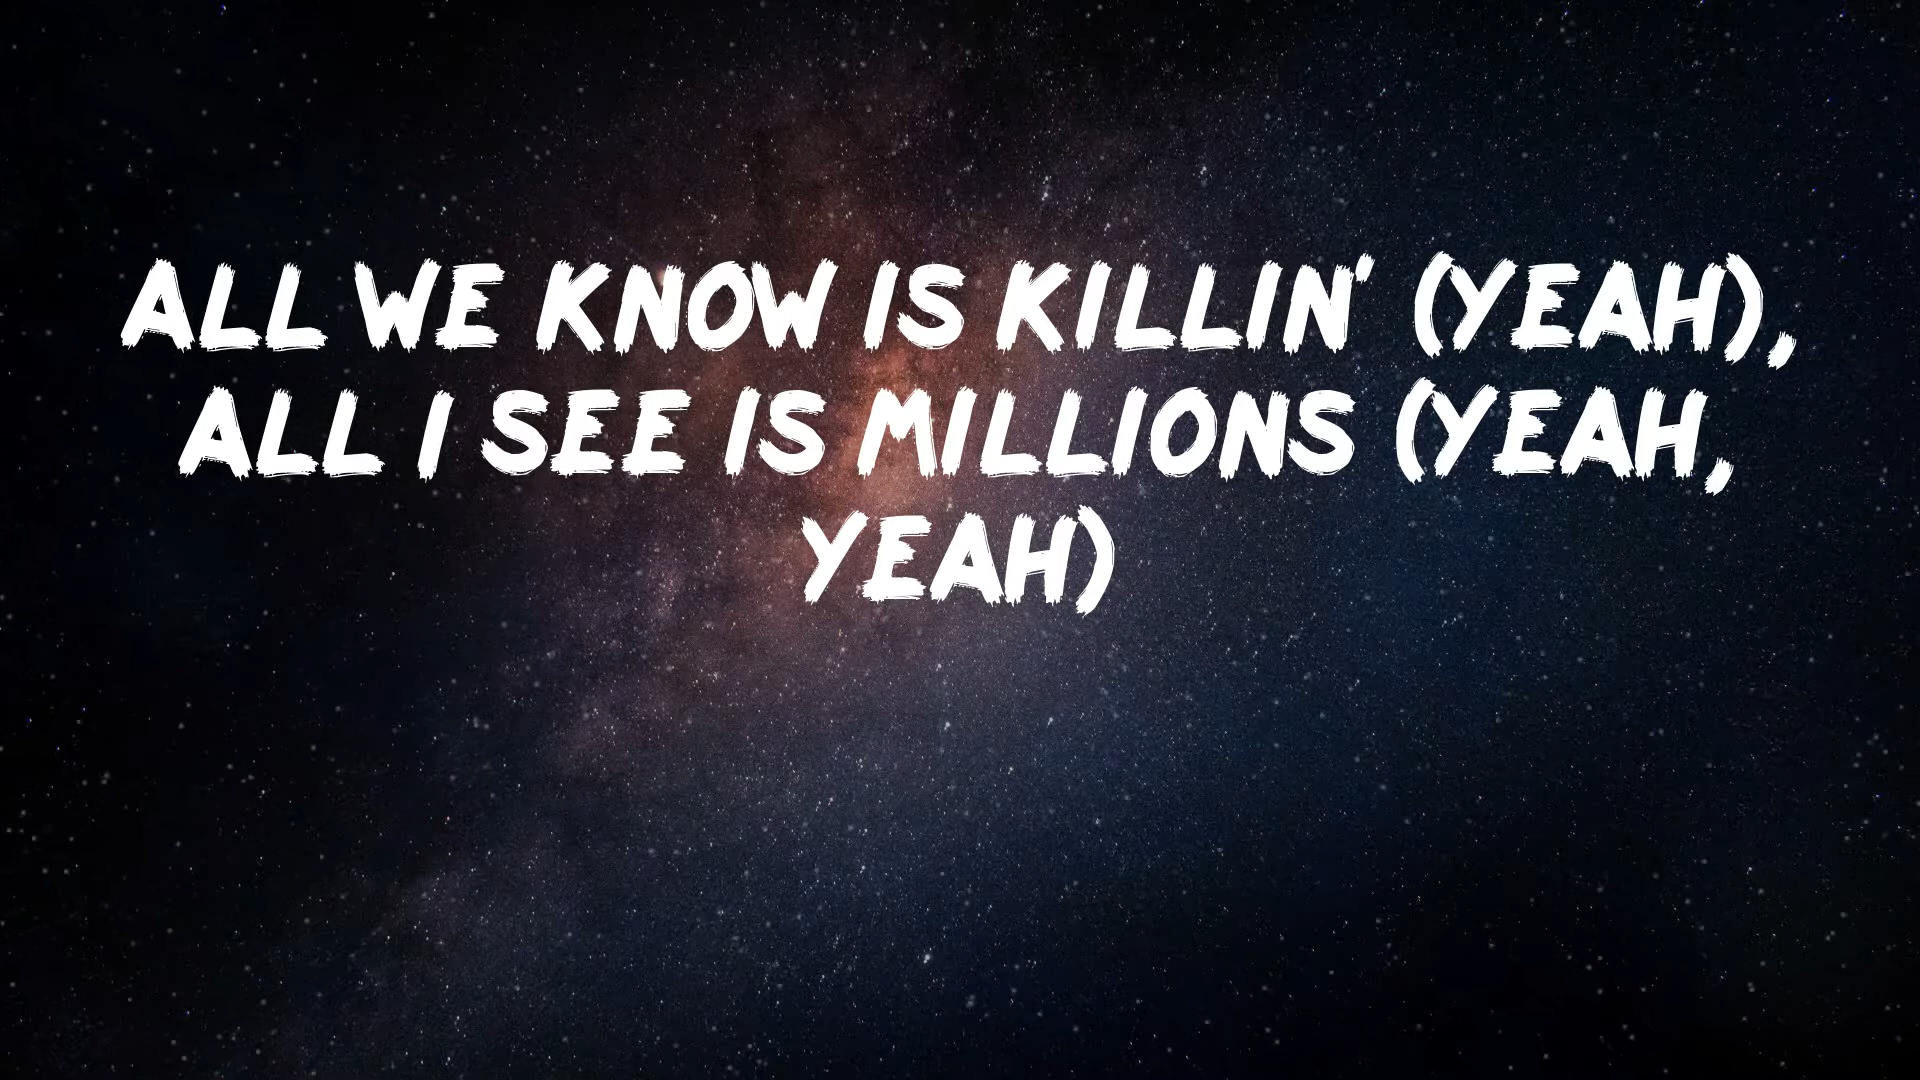 ALL WE KNOW IS KILLIN' (YEAH),
ALL I SEE IS MILLIONS (YEAH,
YEAH)